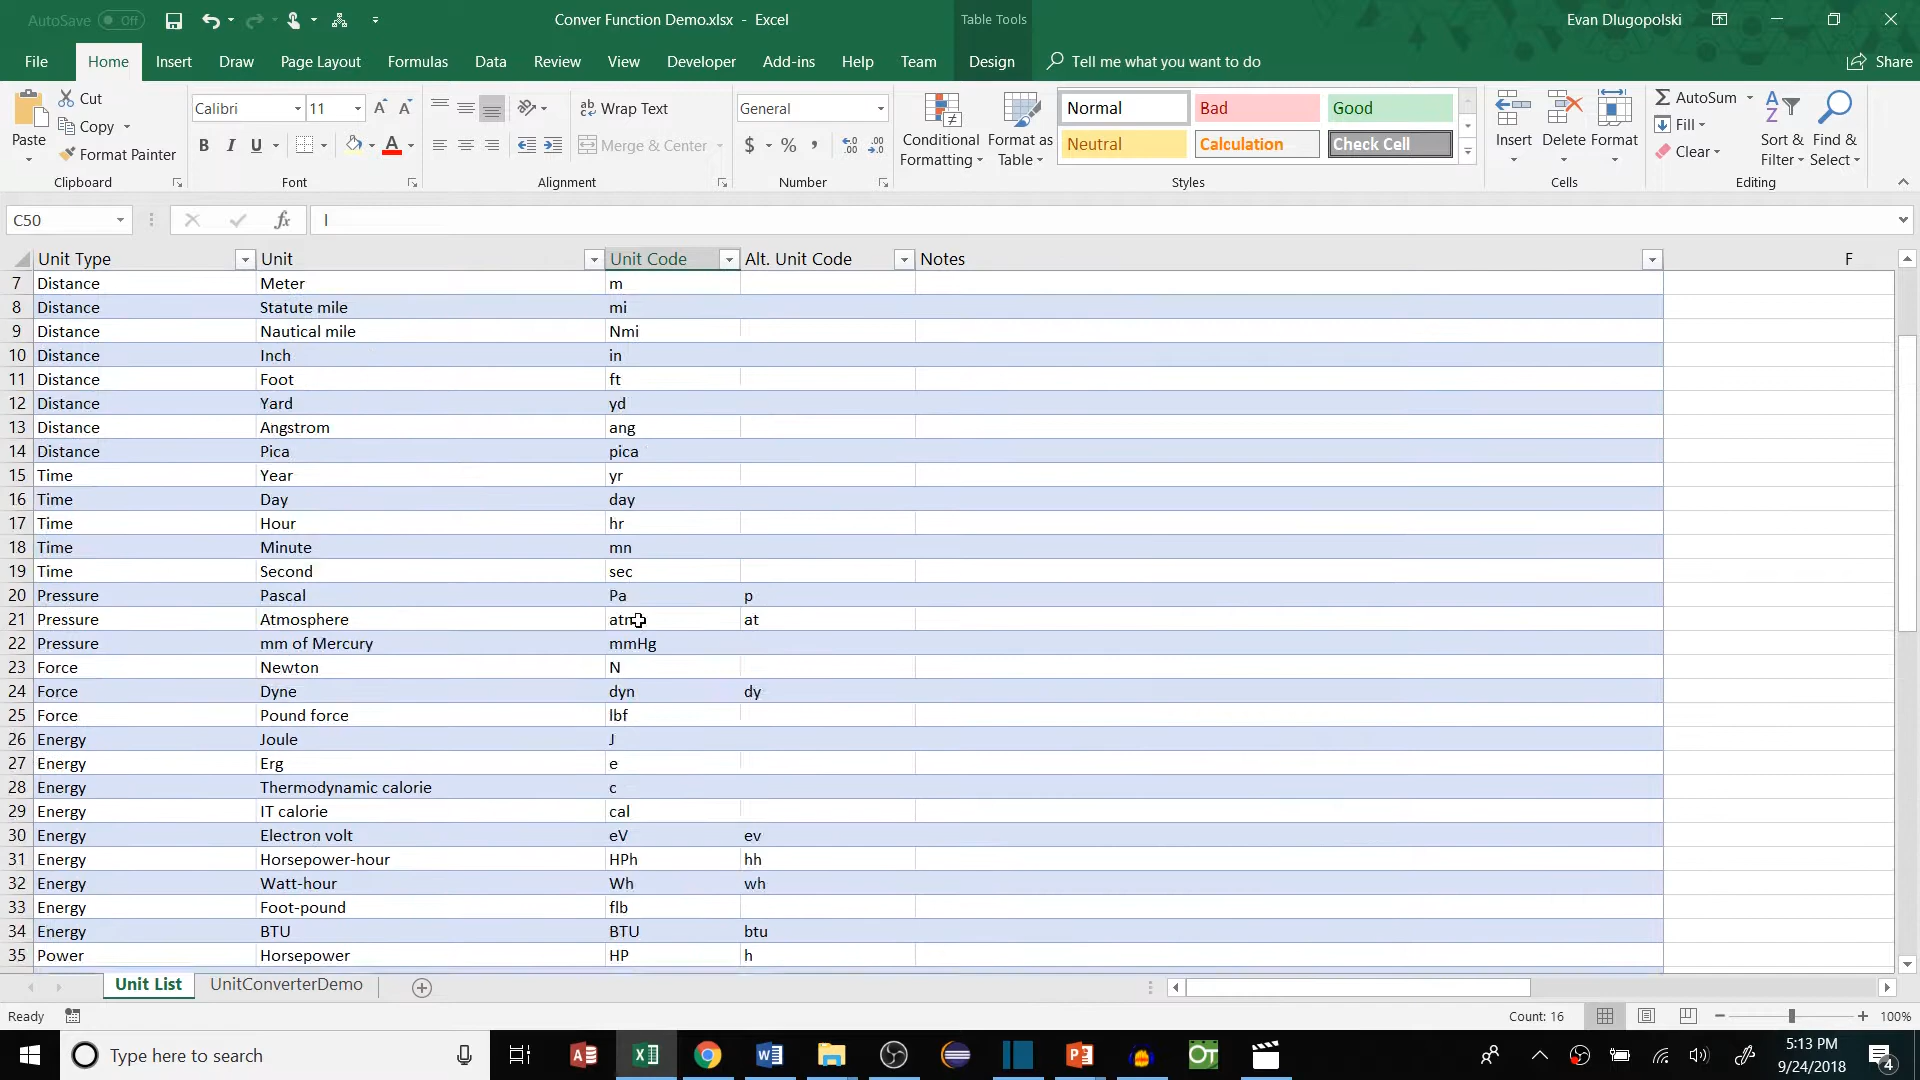 AutoSave Off Conver Function Demo.xlsx - Excel Table Tools Evan Dlugopolski
File Home Insert Draw Page Layout Formulas Data Review View Developer Add-ins Help Team Design Tell me what you want to do Share
Paste Cut Copy Format Painter
Calibri 11 Wrap Text General
B I U A Merge & Center $ %
Conditional Formatting Format as Table
Normal Bad Good
Neutral Calculation Check Cell
Insert Delete Format
AutoSum Fill Clear Sort & Filter Find & Select
Clipboard Font Alignment Number Styles Cells Editing
C50 fx l
Unit Type Unit Unit Code Alt. Unit Code Notes F
7 Distance Meter m
8 Distance Statute mile mi
9 Distance Nautical mile Nmi
10 Distance Inch in
11 Distance Foot ft
12 Distance Yard yd
13 Distance Angstrom ang
14 Distance Pica pica
15 Time Year yr
16 Time Day day
17 Time Hour hr
18 Time Minute mn
19 Time Second sec
20 Pressure Pascal Pa p
21 Pressure Atmosphere atm at
22 Pressure mm of Mercury mmHg
23 Force Newton N
24 Force Dyne dyn dy
25 Force Pound force lbf
26 Energy Joule J
27 Energy Erg e
28 Energy Thermodynamic calorie c
29 Energy IT calorie cal
30 Energy Electron volt eV ev
31 Energy Horsepower-hour HPh hh
32 Energy Watt-hour Wh wh
33 Energy Foot-pound flb
34 Energy BTU BTU btu
35 Power Horsepower HP h
Unit List UnitConverterDemo
Ready Count: 16 100%
Type here to search 5:13 PM
9/24/2018 4